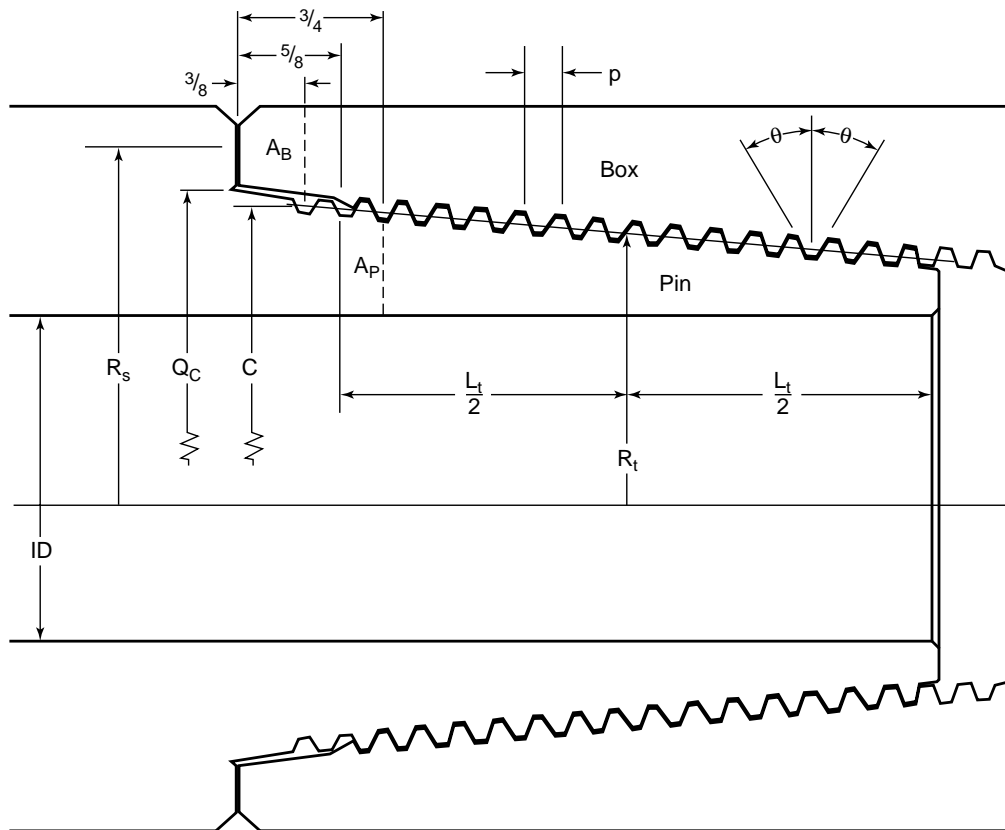 3/4
5/8
p
3/8
θ θ
A_B
Box
A_P
Pin
R_s
Q_C
C
L_t/2
L_t/2
R_t
ID